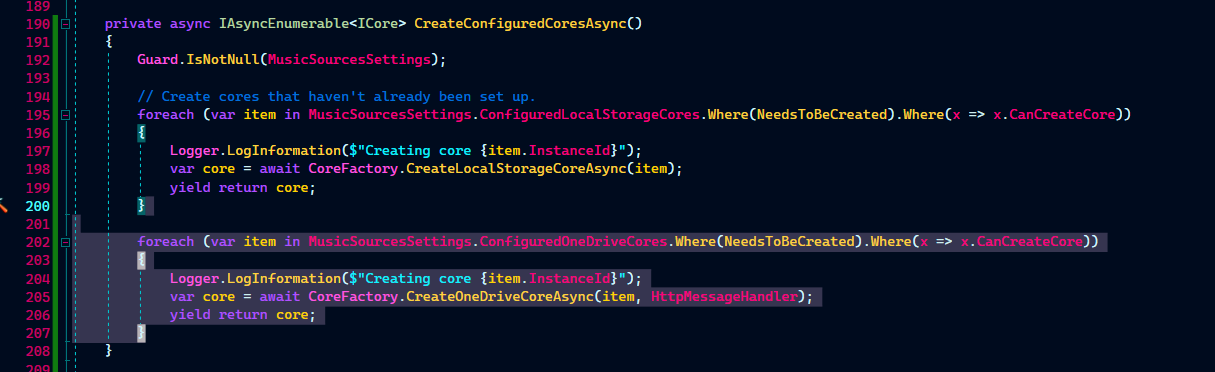 189
190 private async IAsyncEnumerable<ICore> CreateConfiguredCoresAsync()
191 {
192 Guard.IsNotNull(MusicSourcesSettings);
193
194 // Create cores that haven't already been set up.
195 foreach (var item in MusicSourcesSettings.ConfiguredLocalStorageCores.Where(NeedsToBeCreated).Where(x => x.CanCreateCore))
196 {
197 Logger.LogInformation($"Creating core {item.InstanceId}");
198 var core = await CoreFactory.CreateLocalStorageCoreAsync(item);
199 yield return core;
200 }
201
202 foreach (var item in MusicSourcesSettings.ConfiguredOneDriveCores.Where(NeedsToBeCreated).Where(x => x.CanCreateCore))
203 {
204 Logger.LogInformation($"Creating core {item.InstanceId}");
205 var core = await CoreFactory.CreateOneDriveCoreAsync(item, HttpMessageHandler);
206 yield return core;
207 }
208 }
209